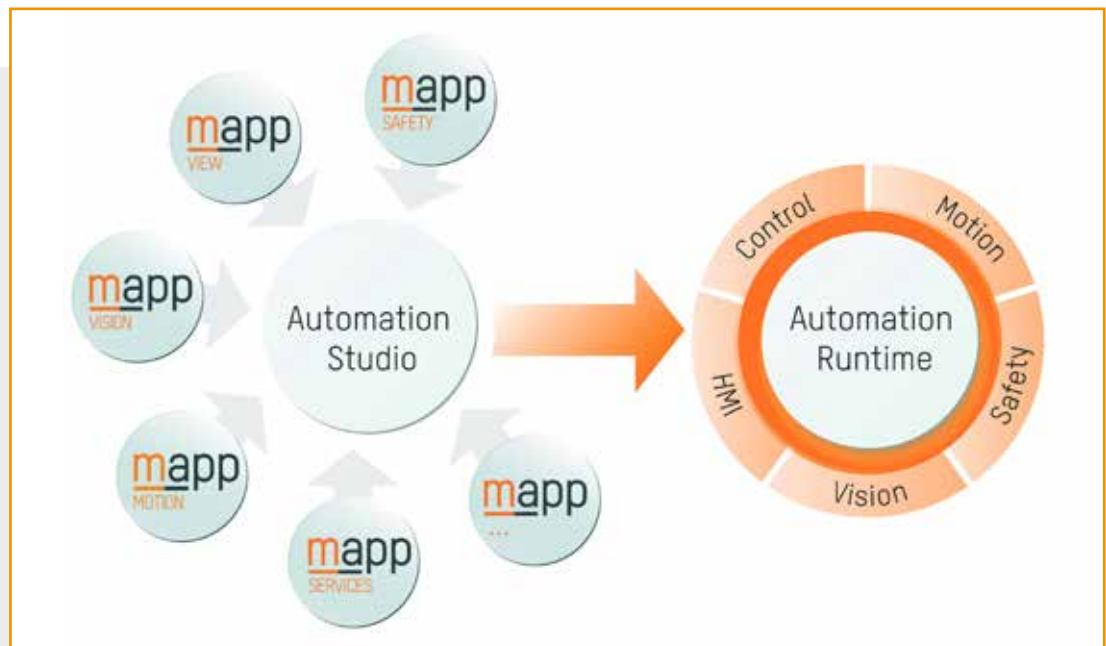 mapp
SAFETY
mapp
VIEW
mapp
VISION
mapp
MOTION
mapp
SERVICES
mapp
...
Automation
Studio
Automation
Runtime
Control
Motion
Safety
Vision
HMI